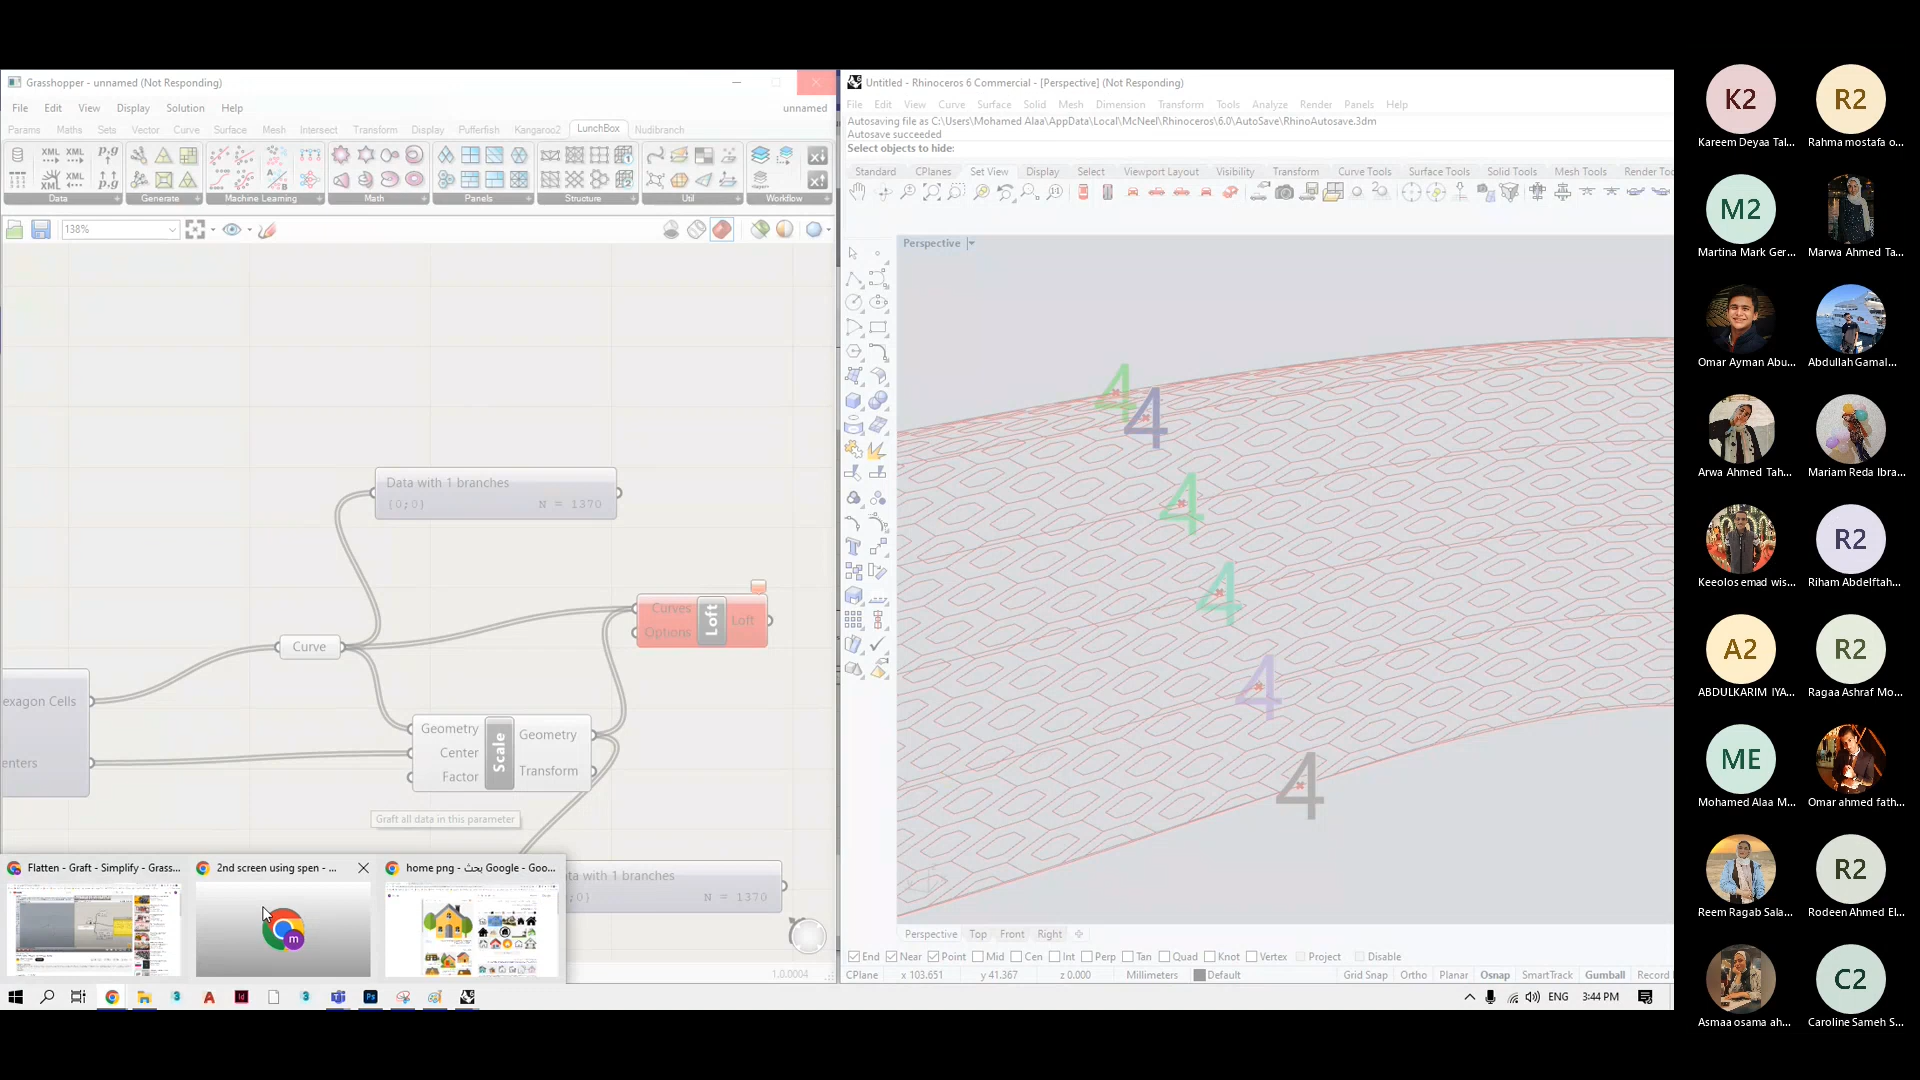 Grasshopper - unnamed (Not Responding)
File Edit View Display Solution Help
unnamed
Params Maths Sets Vector Curve Surface Mesh Intersect Transform Display Pufferfish Kangaroo2 LunchBox Nudibranch
Data Generate Machine Learning Math Panels Structure Util Workflow
138%
Data with 1 branches
{0;0} N = 1370
Curves
Options
Loft
Loft
Curve
exagon Cells
enters
Geometry
Center
Factor
Scale
Geometry
Transform
Graft all data in this parameter
ata with 1 branches
;0} N = 1370
1.0.0004
Flatten - Graft - Simplify - Grass...
2nd screen using spen - ...
home png - بحث Google - Goo...
Untitled - Rhinoceros 6 Commercial - [Perspective] (Not Responding)
File Edit View Curve Surface Solid Mesh Dimension Transform Tools Analyze Render Panels Help
Autosaving file as C:\Users\Mohamed Alaa\AppData\Local\McNeel\Rhinoceros\6.0\AutoSave\RhinoAutosave.3dm
Autosave succeeded
Select objects to hide:
Standard CPlanes Set View Display Select Viewport Layout Visibility Transform Curve Tools Surface Tools Solid Tools Mesh Tools Render Too
Perspective
4
4
4
4
4
4
Perspective Top Front Right
End Near Point Mid Cen Int Perp Tan Quad Knot Vertex Project Disable
CPlane x 103.651 y 41.367 z 0.000 Millimeters Default Grid Snap Ortho Planar Osnap SmartTrack Gumball Record
ENG 3:44 PM
K2
Kareem Deyaa Tal...
R2
Rahma mostafa o...
M2
Martina Mark Ger...
Marwa Ahmed Ta...
Omar Ayman Abu...
Abdullah Gamal...
Arwa Ahmed Tah...
Mariam Reda Ibra...
Keeolos emad wis...
R2
Riham Abdelftah...
A2
ABDULKARIM IYA...
R2
Ragaa Ashraf Mo...
ME
Mohamed Alaa M...
Omar ahmed fath...
Reem Ragab Sala...
R2
Rodeen Ahmed El...
Asmaa osama ah...
C2
Caroline Sameh S...